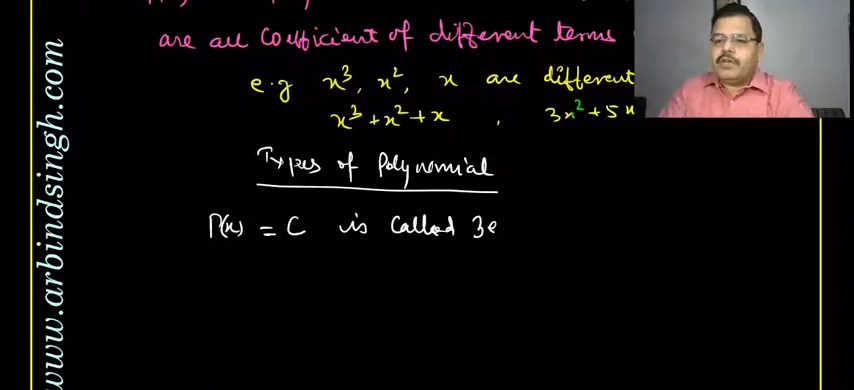 are all coefficient of different terms
e.g x³, x², x are different
x³+x²+x , 3x²+5x
Types of Polynomial
P(x) = C is called ze
www.arbindsingh.com